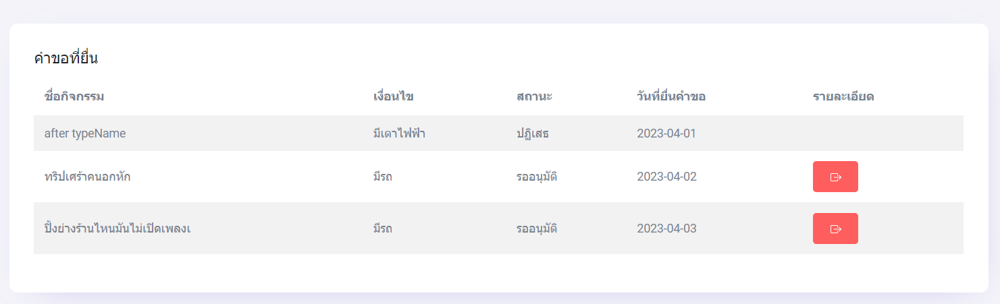 คำขอที่ยื่น
ชื่อกิจกรรม เงื่อนไข สถานะ วันที่ยื่นคำขอ รายละเอียด
after typeName มีเตาไฟฟ้า ปฏิเสธ 2023-04-01
ทริปเศร้าคนอกหัก มีรถ รออนุมัติ 2023-04-02
ปิ้งย่างร้านไหนมันไม่เปิดเพลงเ มีรถ รออนุมัติ 2023-04-03